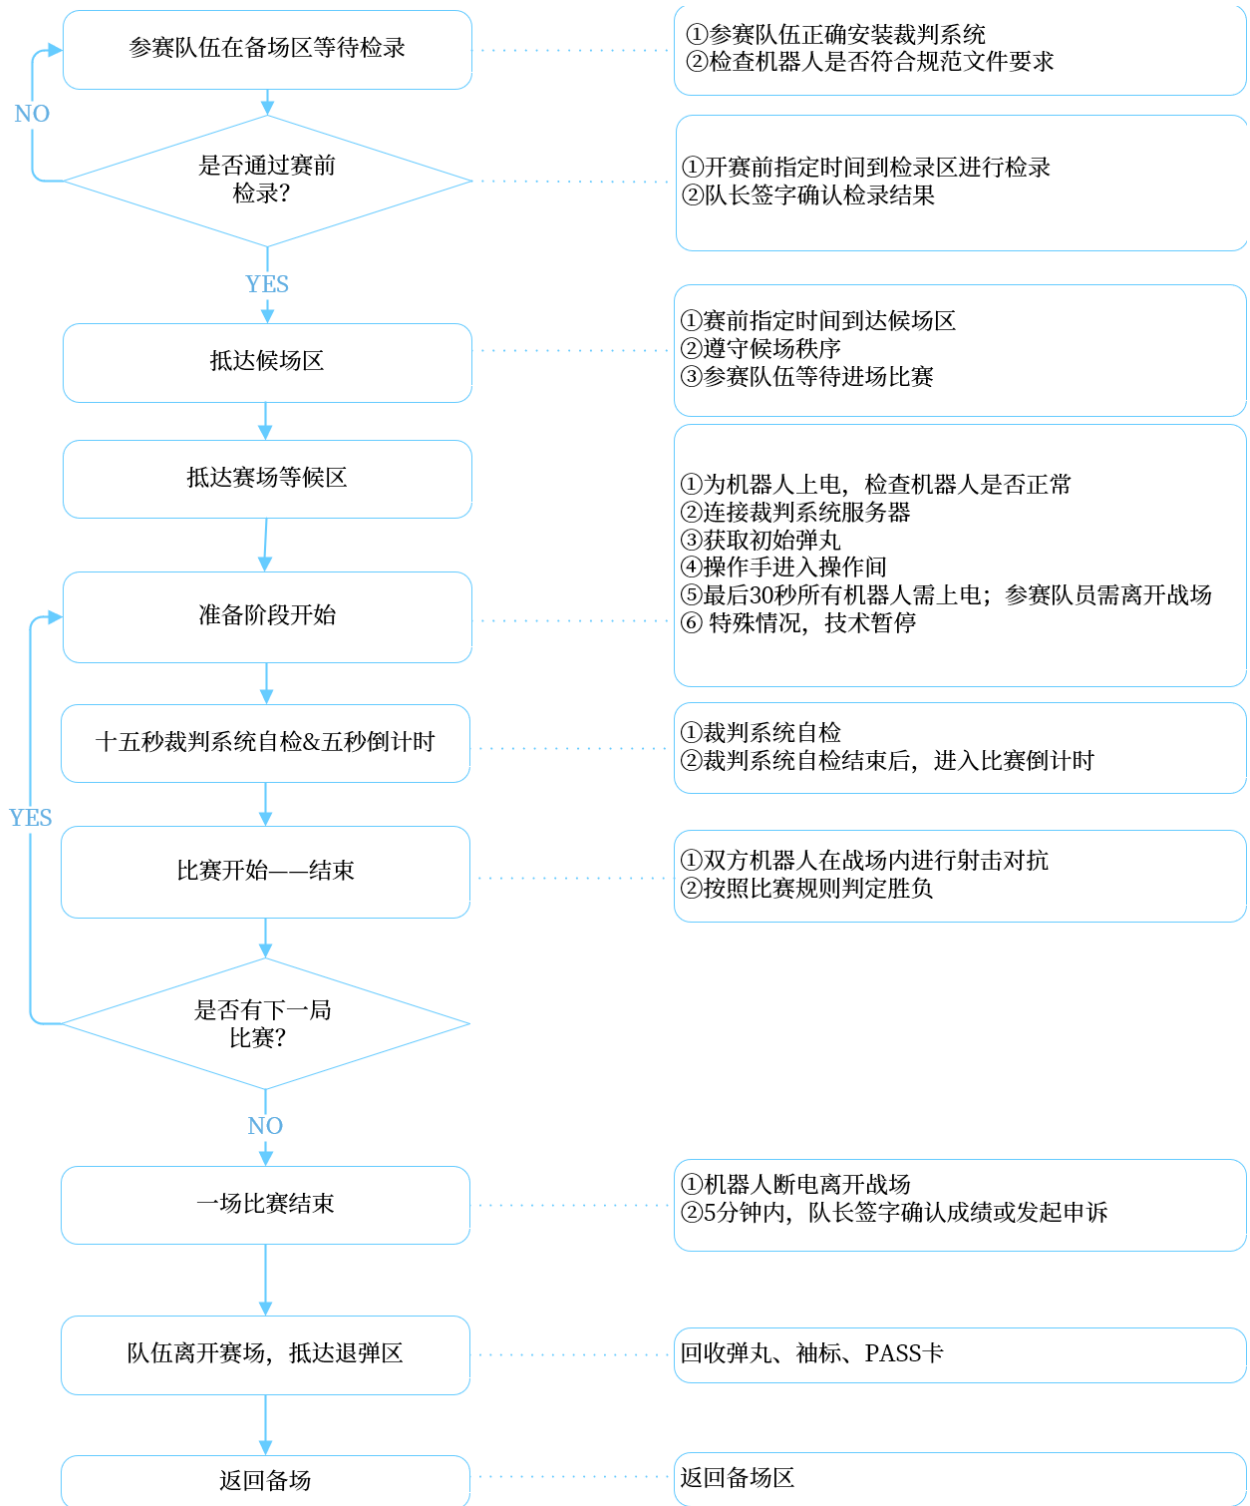 参赛队伍在备场区等待检录
①参赛队伍正确安装裁判系统
②检查机器人是否符合规范文件要求
NO
是否通过赛前
检录？
①开赛前指定时间到检录区进行检录
②队长签字确认检录结果
YES
抵达候场区
①赛前指定时间到达候场区
②遵守候场秩序
③参赛队伍等待进场比赛
抵达赛场等候区
准备阶段开始
①为机器人上电，检查机器人是否正常
②连接裁判系统服务器
③获取初始弹丸
④操作手进入操作间
⑤最后30秒所有机器人需上电；参赛队员需离开战场
⑥ 特殊情况，技术暂停
十五秒裁判系统自检&五秒倒计时
①裁判系统自检
②裁判系统自检结束后，进入比赛倒计时
YES
比赛开始——结束
①双方机器人在战场内进行射击对抗
②按照比赛规则判定胜负
是否有下一局
比赛？
NO
一场比赛结束
①机器人断电离开战场
②5分钟内，队长签字确认成绩或发起申诉
队伍离开赛场，抵达退弹区
回收弹丸、袖标、PASS卡
返回备场
返回备场区